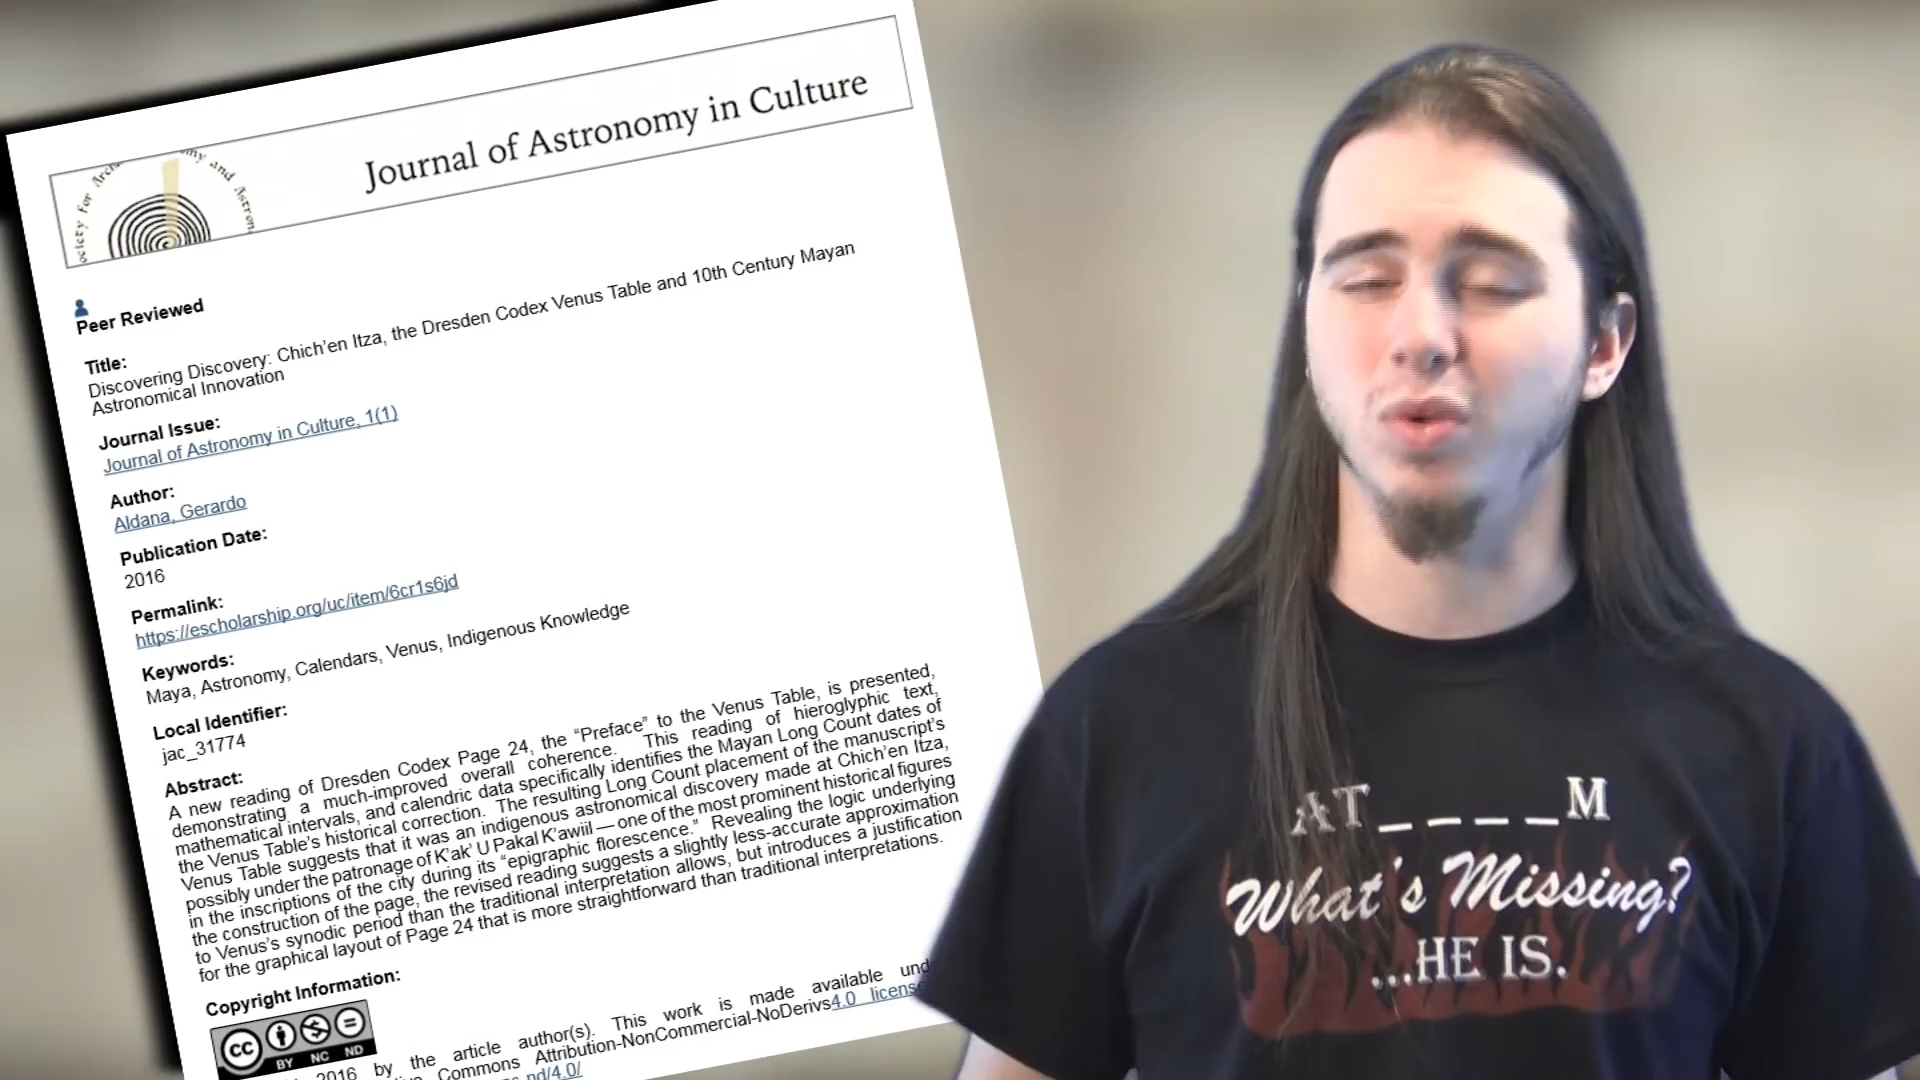 Journal of Astronomy in Culture
Peer Reviewed
Title:
Discovering Discovery: Chich'en Itza, the Dresden Codex Venus Table and 10th Century Mayan
Astronomical Innovation
Journal Issue:
Journal of Astronomy in Culture, 1(1)
Author:
Aldana, Gerardo
Publication Date:
2016
Permalink:
https://escholarship.org/uc/item/6cr1s6jd
Keywords:
Maya, Astronomy, Calendars, Venus, Indigenous Knowledge
Local Identifier:
jac_31774
Abstract:
A new reading of Dresden Codex Page 24, the “Preface” to the Venus Table, is presented,
demonstrating a much-improved overall coherence. This reading of hieroglyphic text,
mathematical intervals, and calendric data specifically identifies the Mayan Long Count dates of
the Venus Table's historical correction. The resulting Long Count placement of the manuscript's
Venus Table suggests that it was an indigenous astronomical discovery made at Chich'en Itza,
possibly under the patronage of K'ak' U Pakal K'awiil — one of the most prominent historical figures
in the inscriptions of the city during its “epigraphic florescence.” Revealing the logic underlying
the construction of the page, the revised reading suggests a slightly less-accurate approximation
to Venus's synodic period than the traditional interpretation allows, but introduces a justification
for the graphical layout of Page 24 that is more straightforward than traditional interpretations.
Copyright Information:
cc
BY NC ND
2016 by the article author(s). This work is made available
Commons Attribution-NonCommercial-NoDerivs4.0
nd/4.0/
AT____M
What's Missing?
...HE IS.